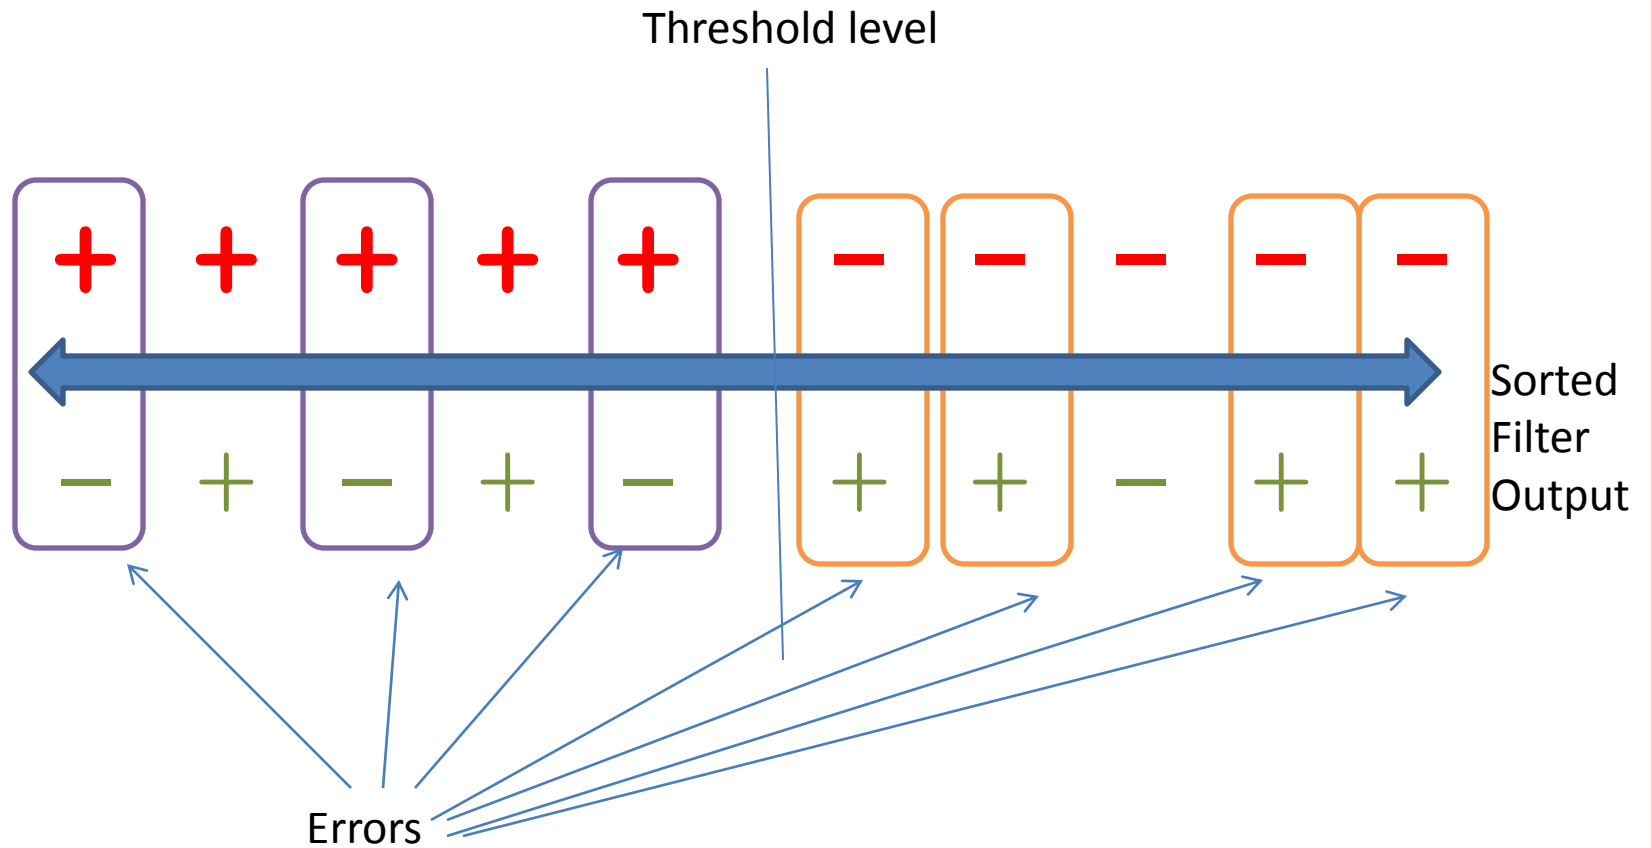 Threshold level
+ + + + + - - - - -
Sorted
Filter
Output
- + - + - + + - + +
Errors